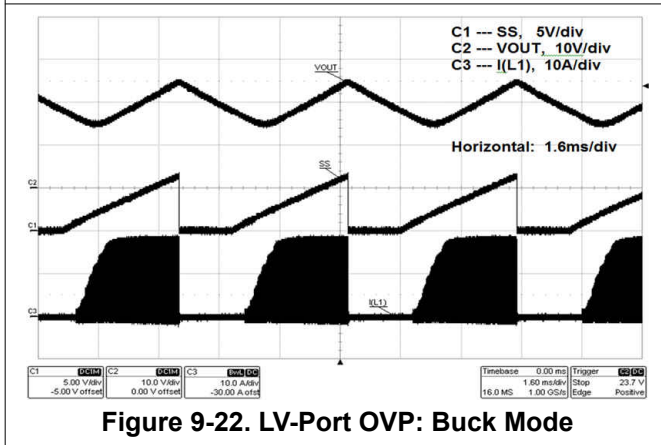 C1 --- SS, 5V/div
C2 --- VOUT, 10V/div
C3 --- I(L1), 10A/div
VOUT
Horizontal: 1.6ms/div
SS
C2
C1
I(L1)
C3
C1 DC1M
5.00 V/div
-5.00 V offset
C2 DC1M
10.0 V/div
0.00 V offset
C3 BwL DC
10.0 A/div
-30.00 A ofst
Timebase 0.00 ms
1.60 ms/div
16.0 MS 1.00 GS/s
Trigger C2 DC
Stop 23.7 V
Edge Positive
Figure 9-22. LV-Port OVP: Buck Mode